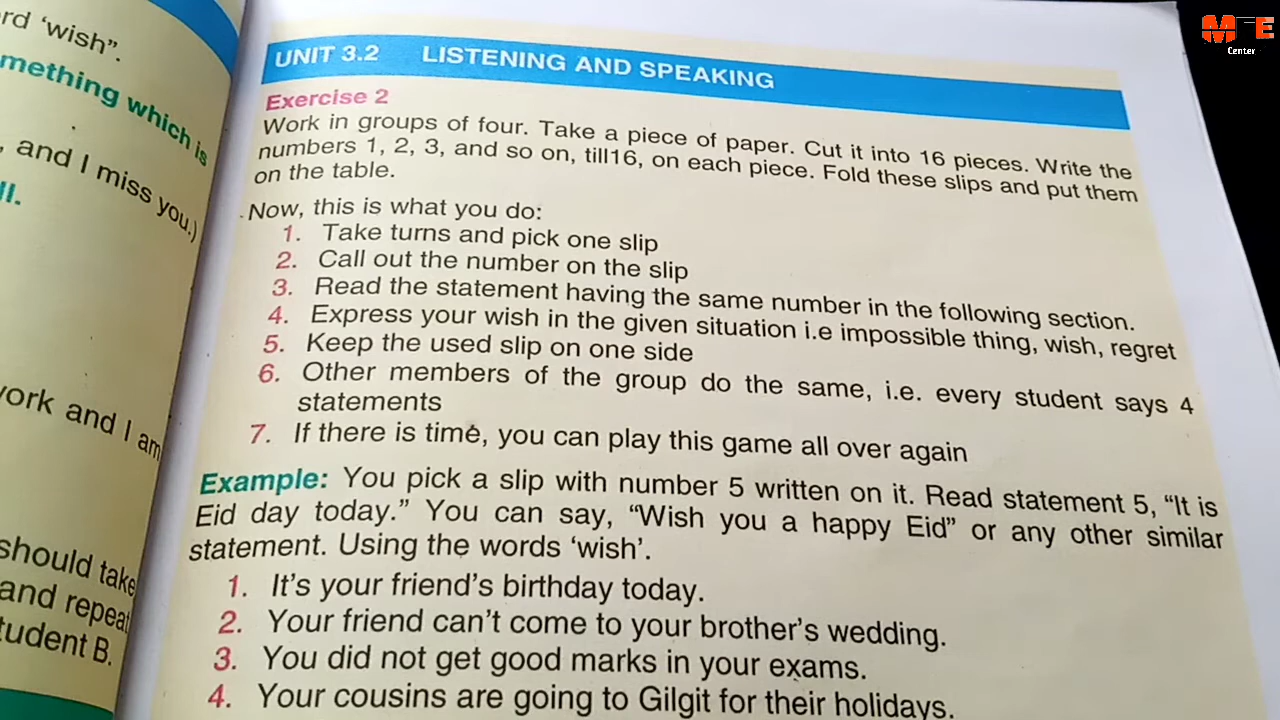 rd ‘wish”.
mething which is
, and I miss you.)
ll.
work and I am
should take
and repeat
tudent B.
UNIT 3.2 LISTENING AND SPEAKING
Exercise 2
Work in groups of four. Take a piece of paper. Cut it into 16 pieces. Write the
numbers 1, 2, 3, and so on, till16, on each piece. Fold these slips and put them
on the table.
Now, this is what you do:
1. Take turns and pick one slip
2. Call out the number on the slip
3. Read the statement having the same number in the following section.
4. Express your wish in the given situation i.e impossible thing, wish, regret
5. Keep the used slip on one side
6. Other members of the group do the same, i.e. every student says 4
statements
7. If there is time, you can play this game all over again
Example: You pick a slip with number 5 written on it. Read statement 5, “It is
Eid day today.” You can say, “Wish you a happy Eid” or any other similar
statement. Using the words ‘wish’.
1. It’s your friend’s birthday today.
2. Your friend can’t come to your brother’s wedding.
3. You did not get good marks in your exams.
4. Your cousins are going to Gilgit for their holidays.
MTE
Center